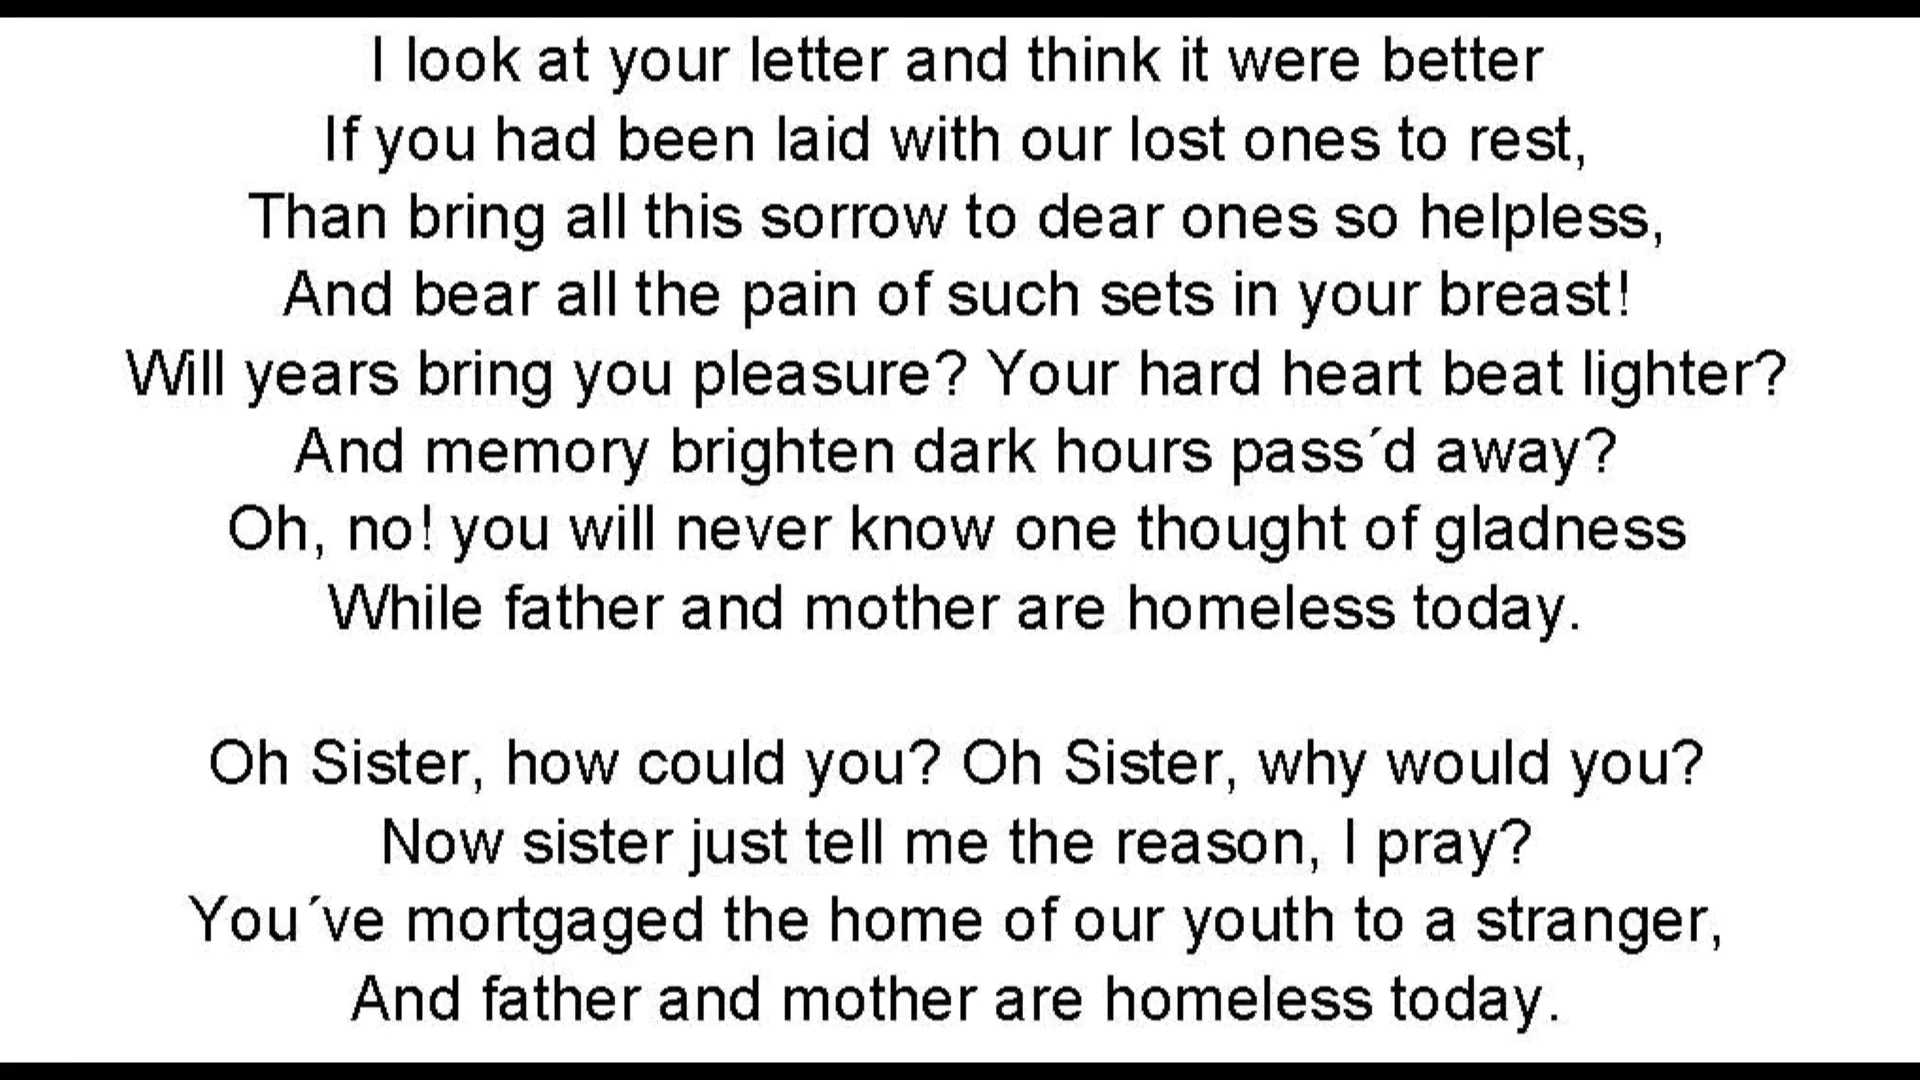 I look at your letter and think it were better
If you had been laid with our lost ones to rest,
Than bring all this sorrow to dear ones so helpless,
And bear all the pain of such sets in your breast!
Will years bring you pleasure? Your hard heart beat lighter?
And memory brighten dark hours pass´d away?
Oh, no! you will never know one thought of gladness
While father and mother are homeless today.

Oh Sister, how could you? Oh Sister, why would you?
Now sister just tell me the reason, I pray?
You´ve mortgaged the home of our youth to a stranger,
And father and mother are homeless today.